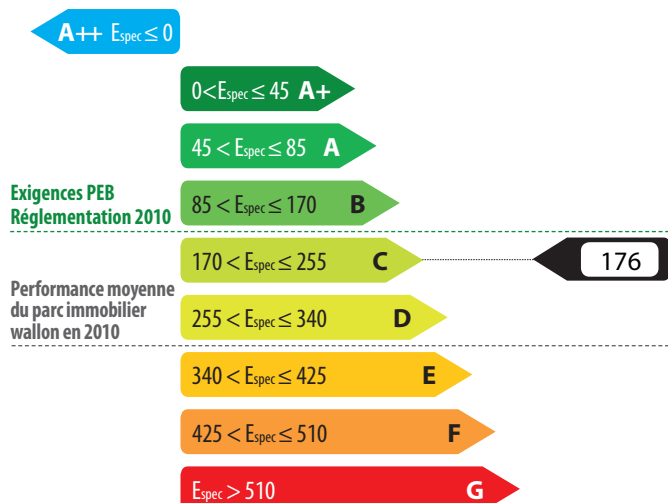 A++ Espec ≤ 0
0<Espec ≤ 45 A+
45 < Espec ≤ 85 A
Exigences PEB
Réglementation 2010
85 < Espec ≤ 170 B
170 < Espec ≤ 255 C
176
Performance moyenne
du parc immobilier
wallon en 2010
255 < Espec ≤ 340 D
340 < Espec ≤ 425 E
425 < Espec ≤ 510 F
Espec > 510 G